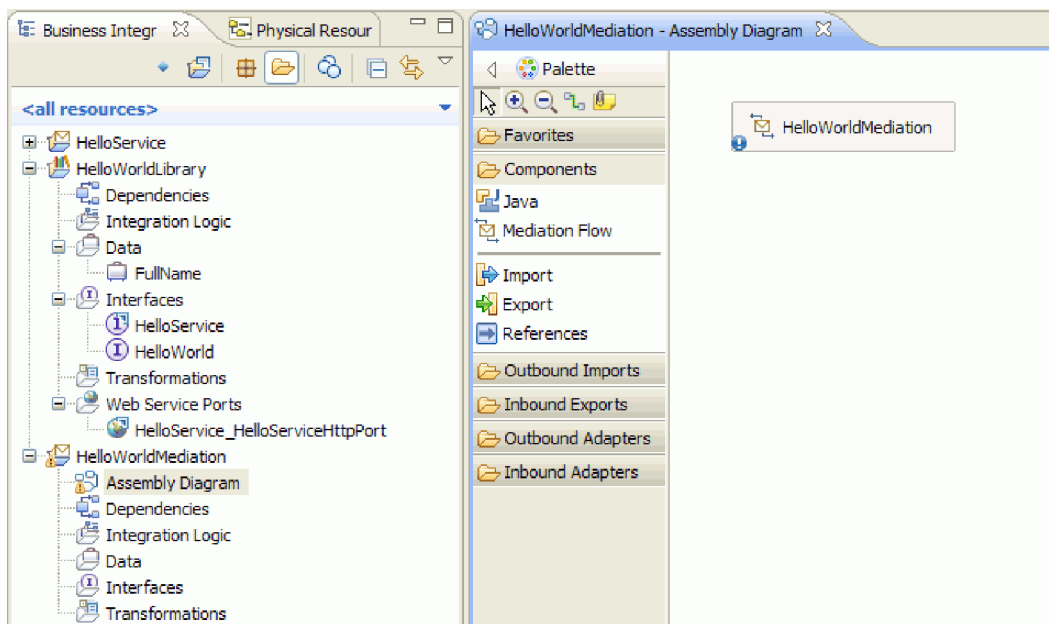 Business Integr
Physical Resour
<all resources>
HelloService
HelloWorldLibrary
Dependencies
Integration Logic
Data
FullName
Interfaces
HelloService
HelloWorld
Transformations
Web Service Ports
HelloService_HelloServiceHttpPort
HelloWorldMediation
Assembly Diagram
Dependencies
Integration Logic
Data
Interfaces
Transformations
HelloWorldMediation - Assembly Diagram
Palette
Favorites
Components
Java
Mediation Flow
Import
Export
References
Outbound Imports
Inbound Exports
Outbound Adapters
Inbound Adapters
HelloWorldMediation